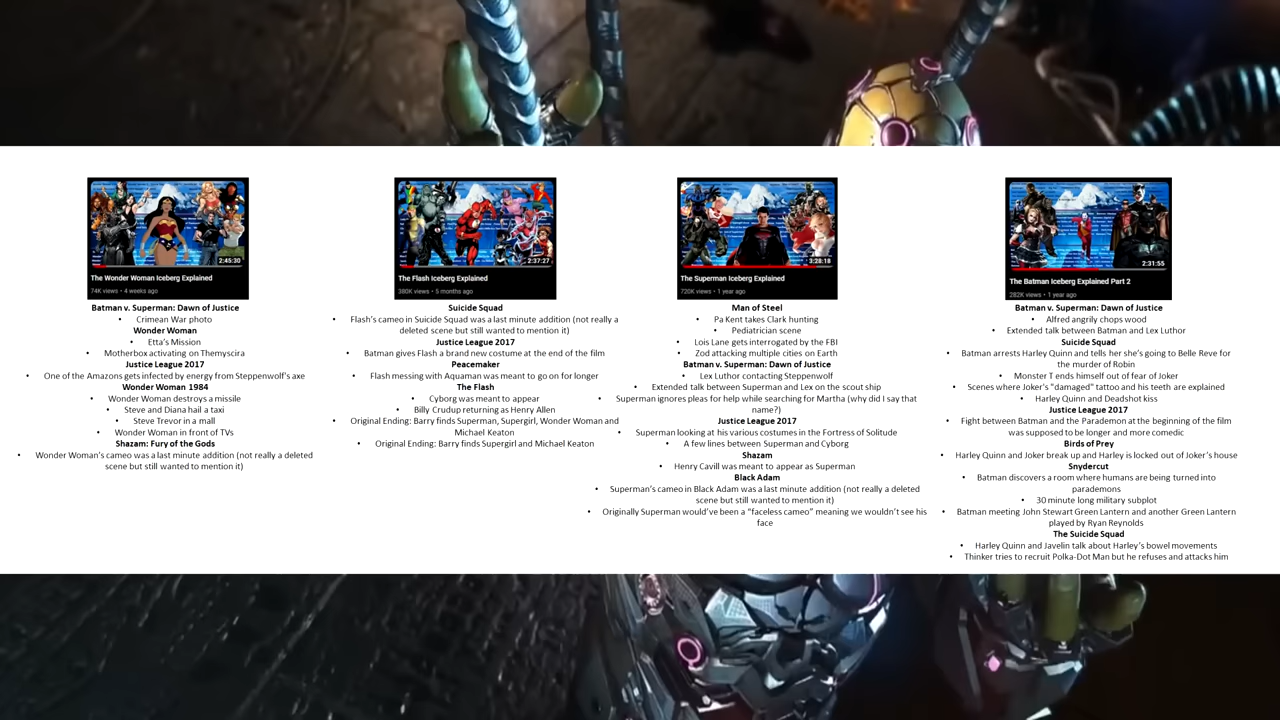 2:45:30
The Wonder Woman Iceberg Explained
74K views • 4 weeks ago
Batman v. Superman: Dawn of Justice
• Crimean War photo
Wonder Woman
• Etta's Mission
• Motherbox activating on Themyscira
Justice League 2017
• One of the Amazons gets infected by energy from Steppenwolf's axe
Wonder Woman 1984
• Wonder Woman destroys a missile
• Steve and Diana hail a taxi
• Steve Trevor in a mall
• Wonder Woman in front of TVs
Shazam: Fury of the Gods
• Wonder Woman's cameo was a last minute addition (not really a deleted
scene but still wanted to mention it)
2:37:27
The Flash Iceberg Explained
380K views • 5 months ago
Suicide Squad
• Flash's cameo in Suicide Squad was a last minute addition (not really a
deleted scene but still wanted to mention it)
Justice League 2017
• Batman gives Flash a brand new costume at the end of the film
Peacemaker
• Flash messing with Aquaman was meant to go on for longer
The Flash
• Cyborg was meant to appear
• Billy Crudup returning as Henry Allen
• Original Ending: Barry finds Superman, Supergirl, Wonder Woman and
Michael Keaton
• Original Ending: Barry finds Supergirl and Michael Keaton
3:28:18
The Superman Iceberg Explained
720K views • 1 year ago
Man of Steel
• Pa Kent takes Clark hunting
• Pediatrician scene
• Lois Lane gets interrogated by the FBI
• Zod attacking multiple cities on Earth
Batman v. Superman: Dawn of Justice
• Lex Luthor contacting Steppenwolf
• Extended talk between Superman and Lex on the scout ship
• Superman ignores pleas for help while searching for Martha (why did I say that
name?)
Justice League 2017
• Superman looking at his various costumes in the Fortress of Solitude
• A few lines between Superman and Cyborg
Shazam
• Henry Cavill was meant to appear as Superman
Black Adam
• Superman's cameo in Black Adam was a last minute addition (not really a deleted
scene but still wanted to mention it)
• Originally Superman would've been a "faceless cameo" meaning we wouldn't see his
face
2:31:55
The Batman Iceberg Explained Part 2
282K views • 1 year ago
Batman v. Superman: Dawn of Justice
• Alfred angrily chops wood
• Extended talk between Batman and Lex Luthor
Suicide Squad
• Batman arrests Harley Quinn and tells her she's going to Belle Reve for
the murder of Robin
• Monster T ends himself out of fear of Joker
• Scenes where Joker's "damaged" tattoo and his teeth are explained
• Harley Quinn and Deadshot kiss
Justice League 2017
• Fight between Batman and the Parademon at the beginning of the film
was supposed to be longer and more comedic
Birds of Prey
• Harley Quinn and Joker break up and Harley is locked out of Joker's house
Snydercut
• Batman discovers a room where humans are being turned into
parademons
• 30 minute long military subplot
• Batman meeting John Stewart Green Lantern and another Green Lantern
played by Ryan Reynolds
The Suicide Squad
• Harley Quinn and Javelin talk about Harley's bowel movements
• Thinker tries to recruit Polka-Dot Man but he refuses and attacks him